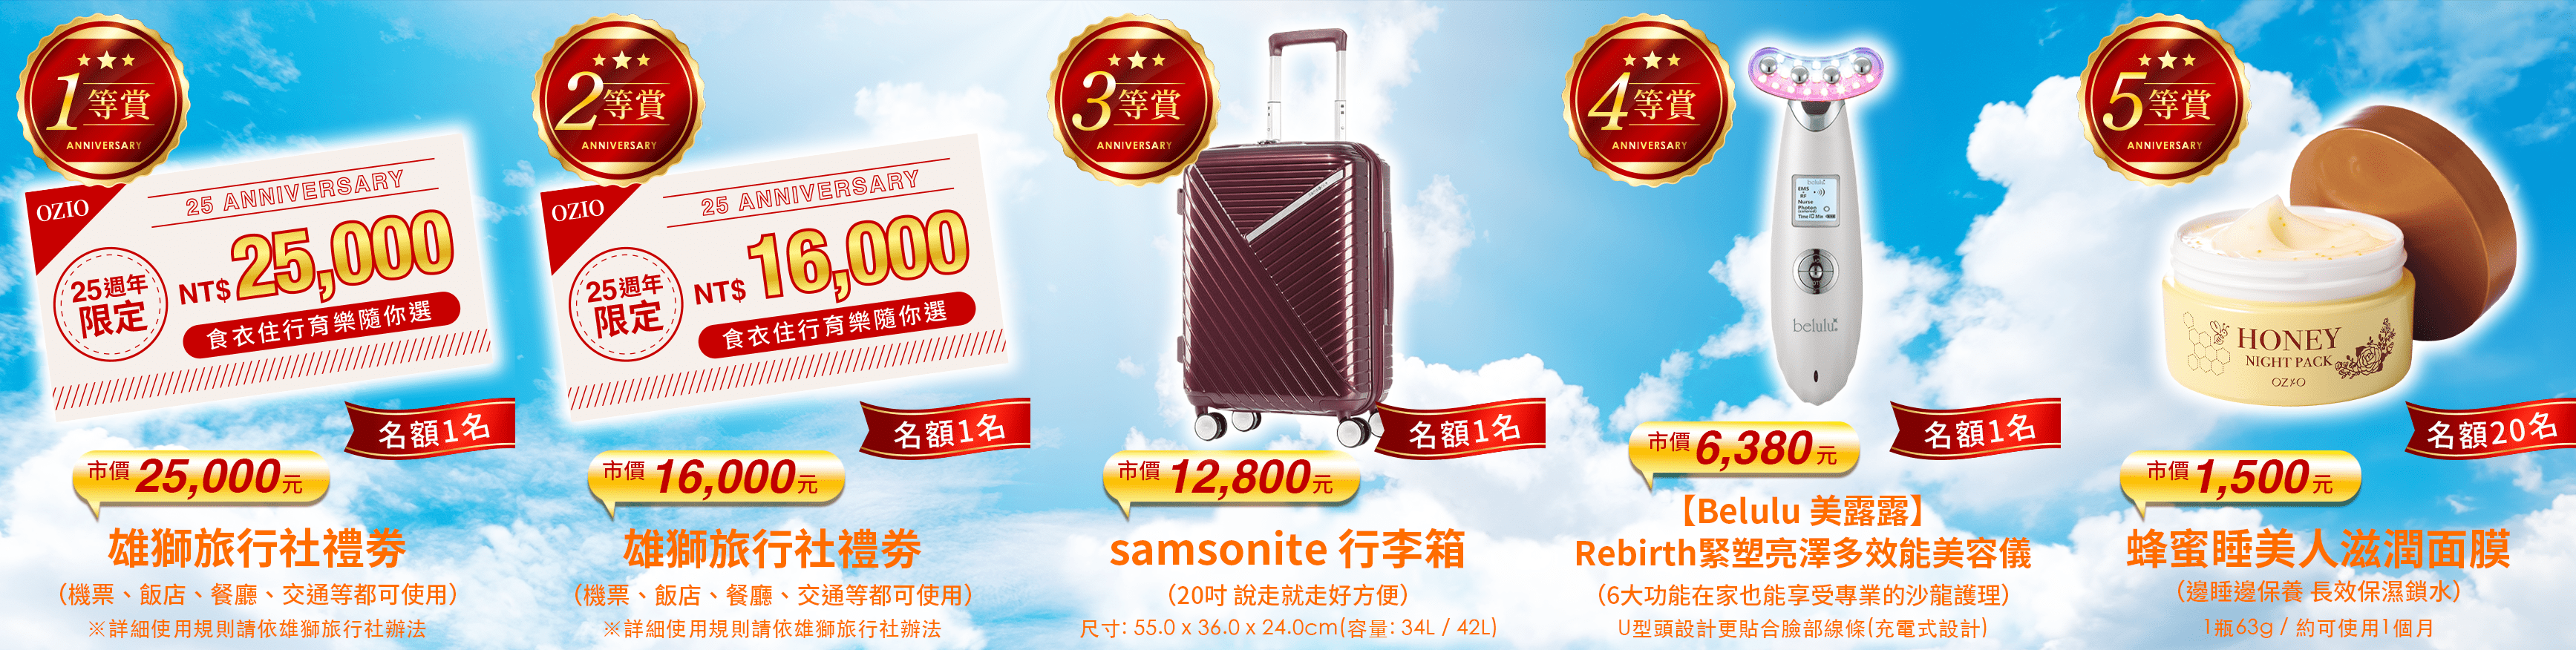 1等賞
ANNIVERSARY
OZIO
25 ANNIVERSARY
25週年
限定
NT$25,000
食衣住行育樂隨你選
名額1名
市價25,000元
雄獅旅行社禮券
（機票、飯店、餐廳、交通等都可使用）
※詳細使用規則請依雄獅旅行社辦法
2等賞
ANNIVERSARY
OZIO
25 ANNIVERSARY
25週年
限定
NT$16,000
食衣住行育樂隨你選
名額1名
市價16,000元
雄獅旅行社禮券
（機票、飯店、餐廳、交通等都可使用）
※詳細使用規則請依雄獅旅行社辦法
3等賞
ANNIVERSARY
名額1名
市價12,800元
samsonite 行李箱
（20吋 說走就走好方便）
尺寸: 55.0 x 36.0 x 24.0cm(容量: 34L / 42L)
4等賞
ANNIVERSARY
belulu
EMS
RF
Nurse
Photon
Time 10 Min
belulu
名額1名
市價6,380元
【Belulu 美露露】
Rebirth緊塑亮澤多效能美容儀
（6大功能在家也能享受專業的沙龍護理）
U型頭設計更貼合臉部線條(充電式設計)
5等賞
ANNIVERSARY
HONEY
NIGHT PACK
OZIO
名額20名
市價1,500元
蜂蜜睡美人滋潤面膜
（邊睡邊保養 長效保濕鎖水）
1瓶63g / 約可使用1個月